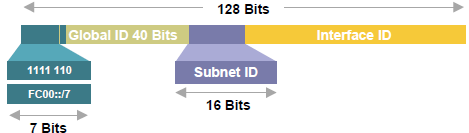 128 Bits
Global ID 40 Bits
Interface ID
1111 110
Subnet ID
FC00::/7
16 Bits
7 Bits